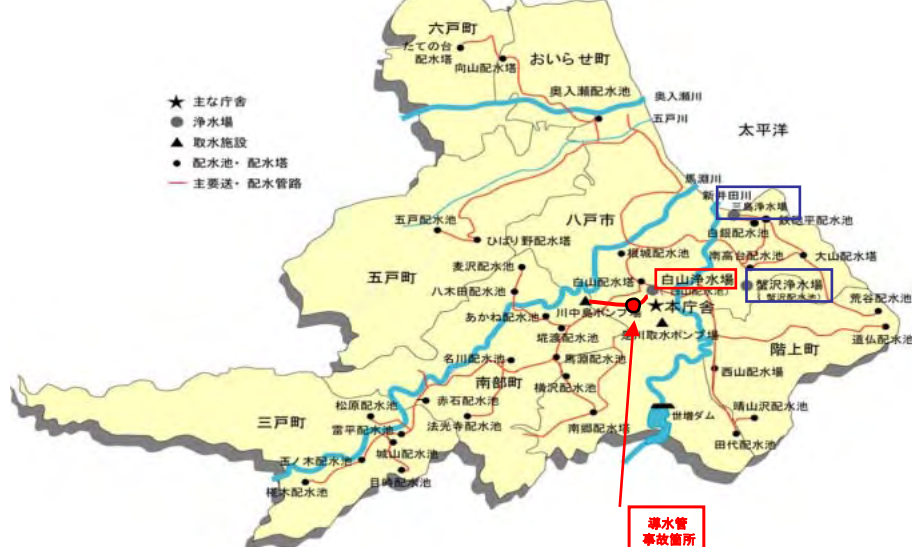 六戸町
たての台
配水塔
向山配水塔
おいらせ町
奥入瀬配水池
奥入瀬川
五戸川
太平洋
★ 主な庁舎
● 浄水場
▲ 取水施設
● 配水池・配水塔
主要送・配水管路
馬淵川
新井田川
三島浄水場
鮫砲平配水池
白銀配水池
八戸市
五戸配水池
ひばり野配水塔
根城配水塔
南高台配水池
大山配水塔
五戸町
麦沢配水池
八木田配水池
白山配水塔
白山浄水場
蟹沢浄水場
(蟹沢配水池)
荒谷配水池
あかね配水池
川中島ポンプ場
★本庁舎
取水ポンプ場
道仏配水池
堀渡配水池
階上町
名川配水池
馬淵配水池
西山配水場
南部町
横沢配水池
松原配水池
赤石配水池
世増ダム
晴山沢配水池
三戸町
雷平配水池
法光寺配水池
南郷配水塔
城山配水池
田代配水池
目時配水池
導水管
事故箇所